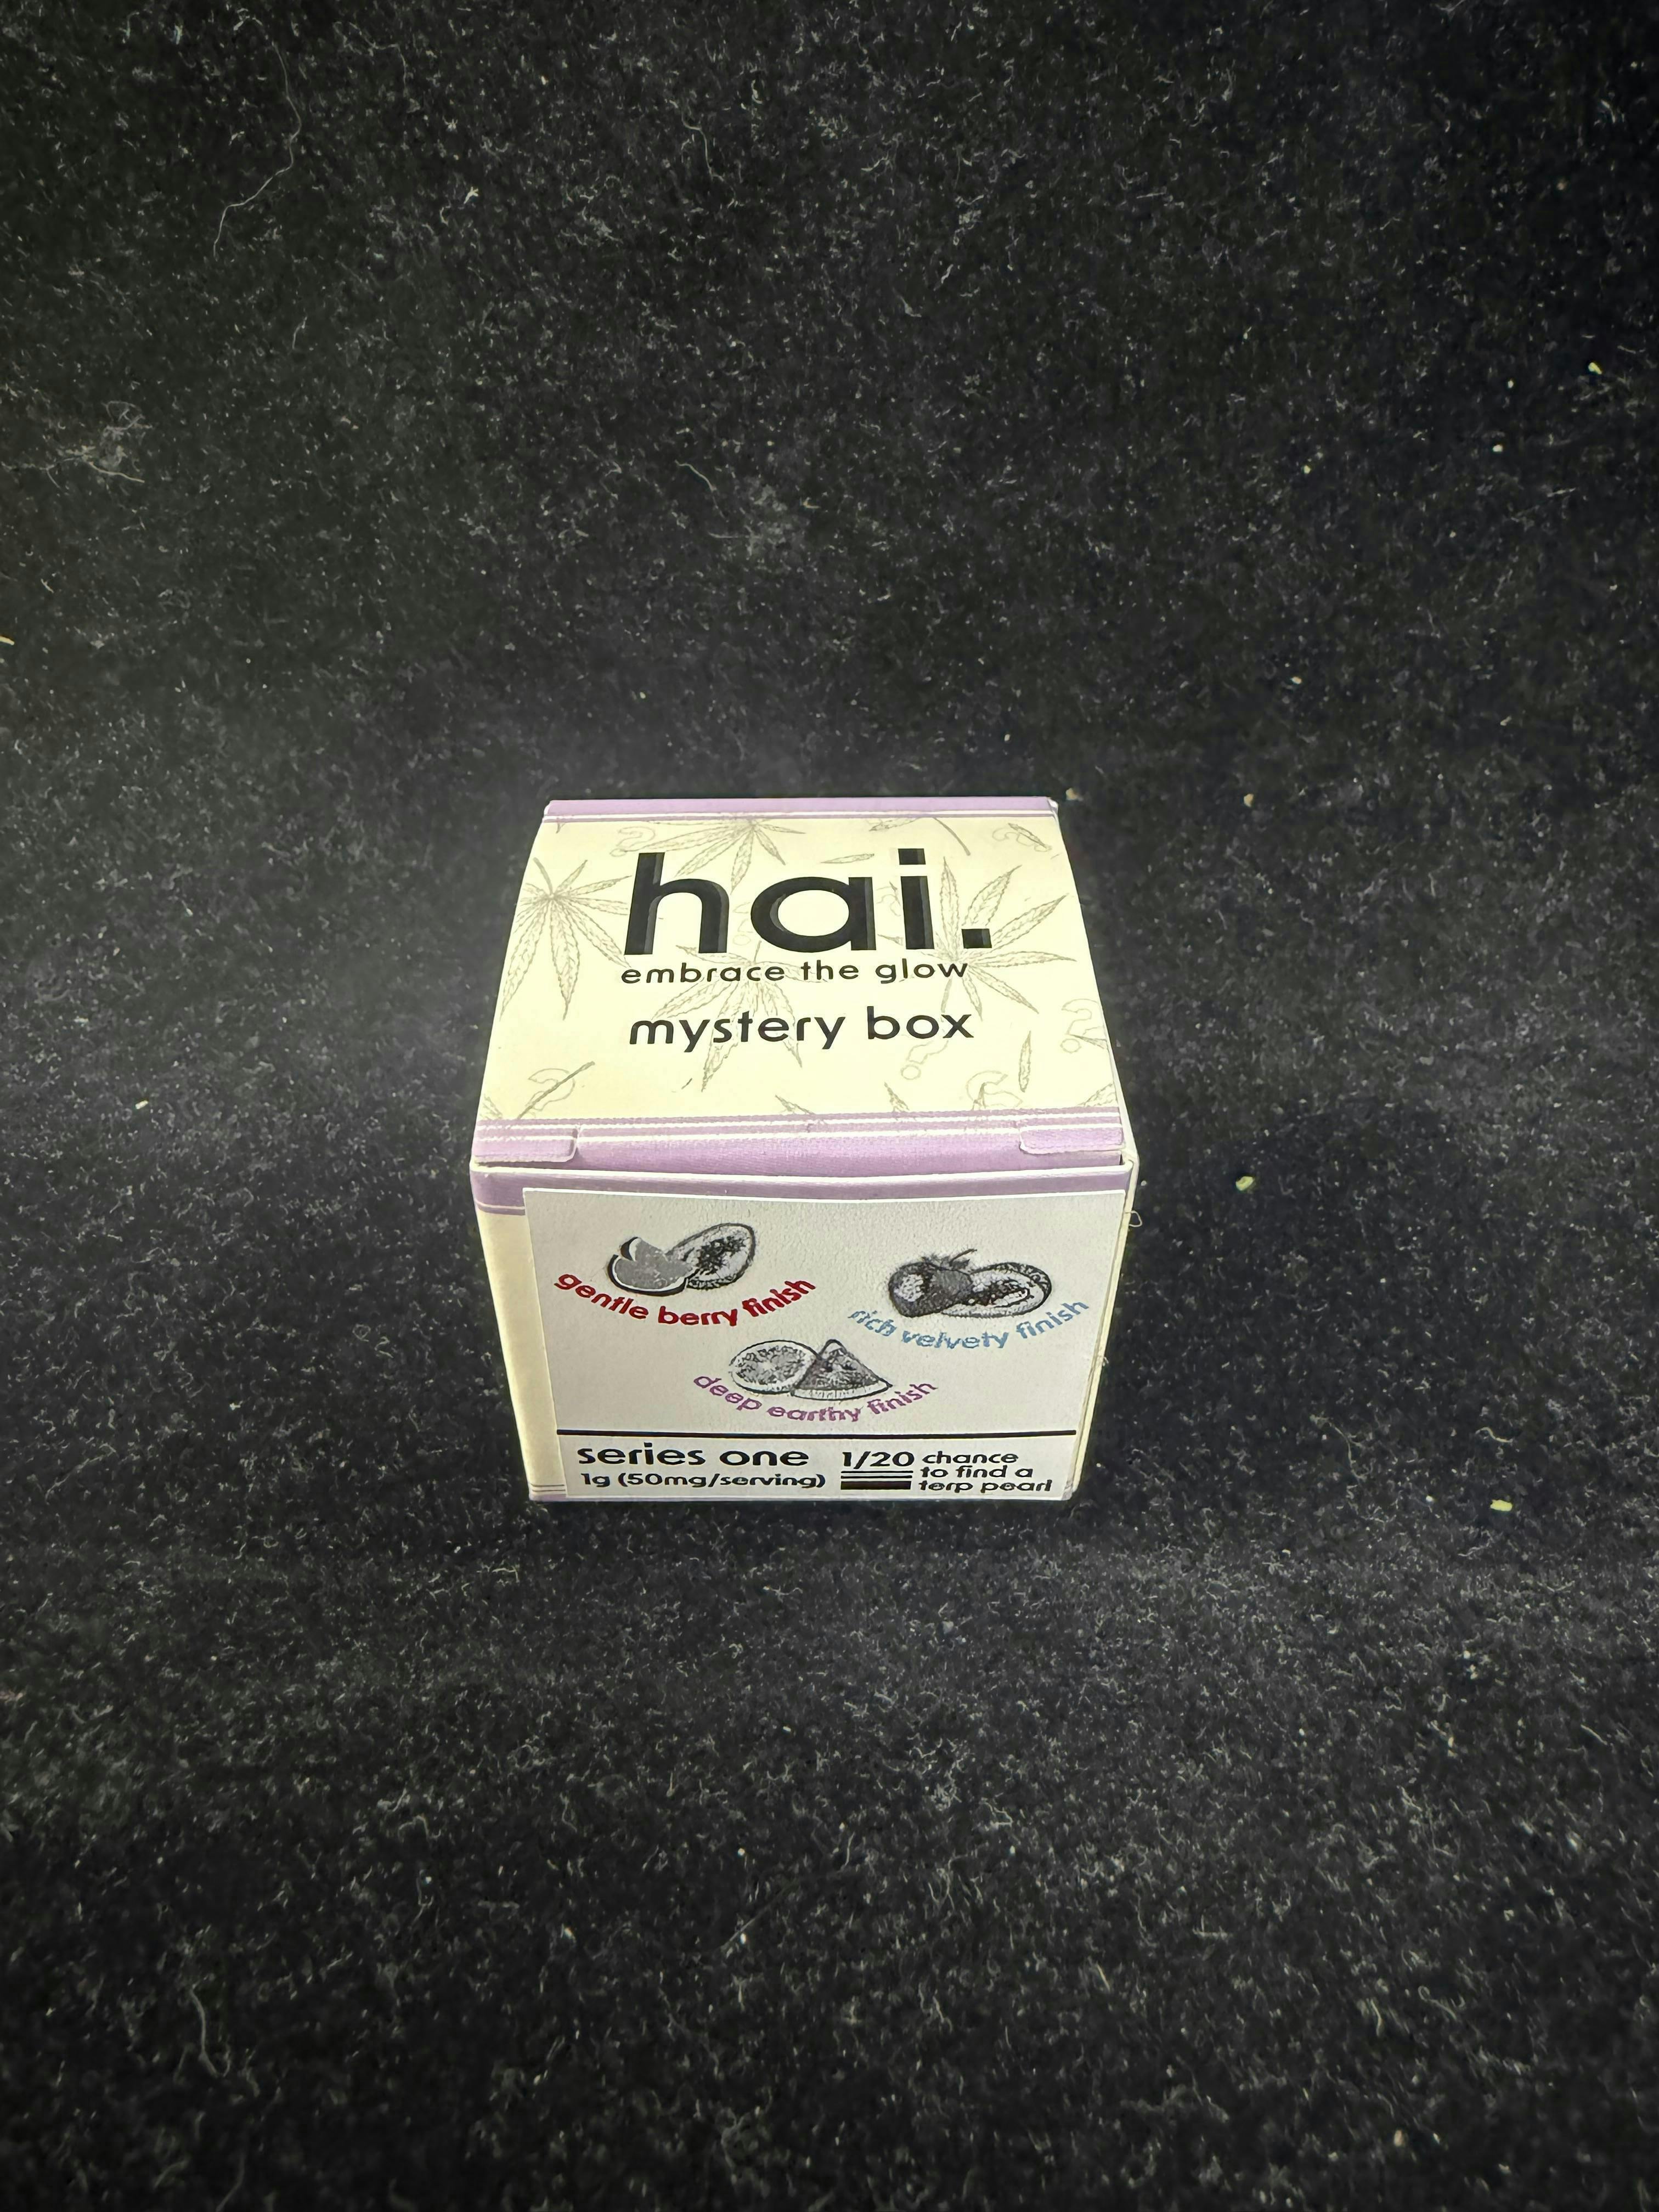 hai.
embrace the glow
mystery box
gentle berry finish
rich velvety finish
deep earthy finish
series one
1g (50mg/serving)
1/20 chance
to find a
terp pearl